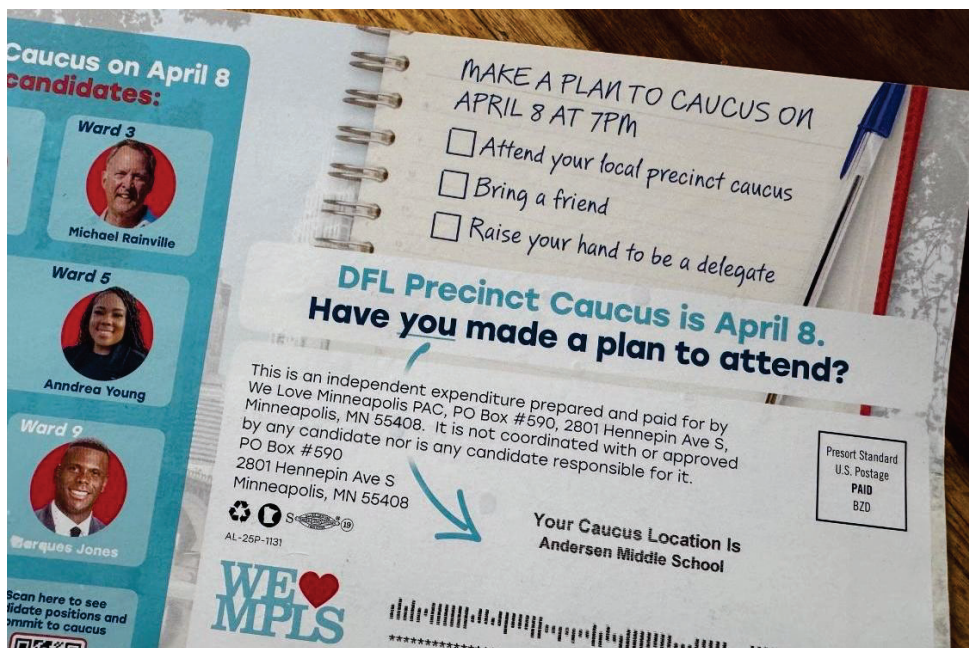 Caucus on April 8
candidates:
Ward 3
Michael Rainville
Ward 5
Anndrea Young
Ward 9
Marques Jones
Scan here to see
didate positions and
ommit to caucus
MAKE A PLAN TO CAUCUS ON
APRIL 8 AT 7PM
Attend your local precinct caucus
Bring a friend
Raise your hand to be a delegate
DFL Precinct Caucus is April 8.
Have you made a plan to attend?
This is an independent expenditure prepared and paid for by
We Love Minneapolis PAC, PO Box #590, 2801 Hennepin Ave S,
Minneapolis, MN 55408. It is not coordinated with or approved
by any candidate nor is any candidate responsible for it.
PO Box #590
2801 Hennepin Ave S
Minneapolis, MN 55408
S 19
AL-25P-1131
WE
MPLS
Presort Standard
U.S. Postage
PAID
BZD
Your Caucus Location Is
Andersen Middle School